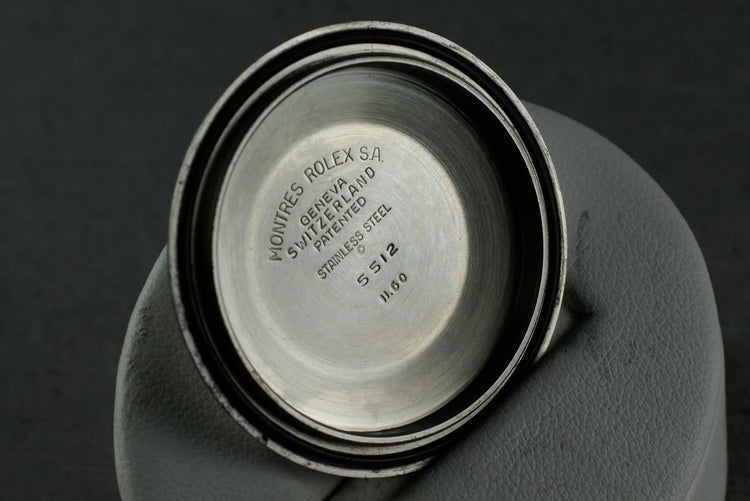 MONTRES ROLEX S.A.
GENEVA
SWITZERLAND
PATENTED
STAINLESS STEEL
5512
II.60